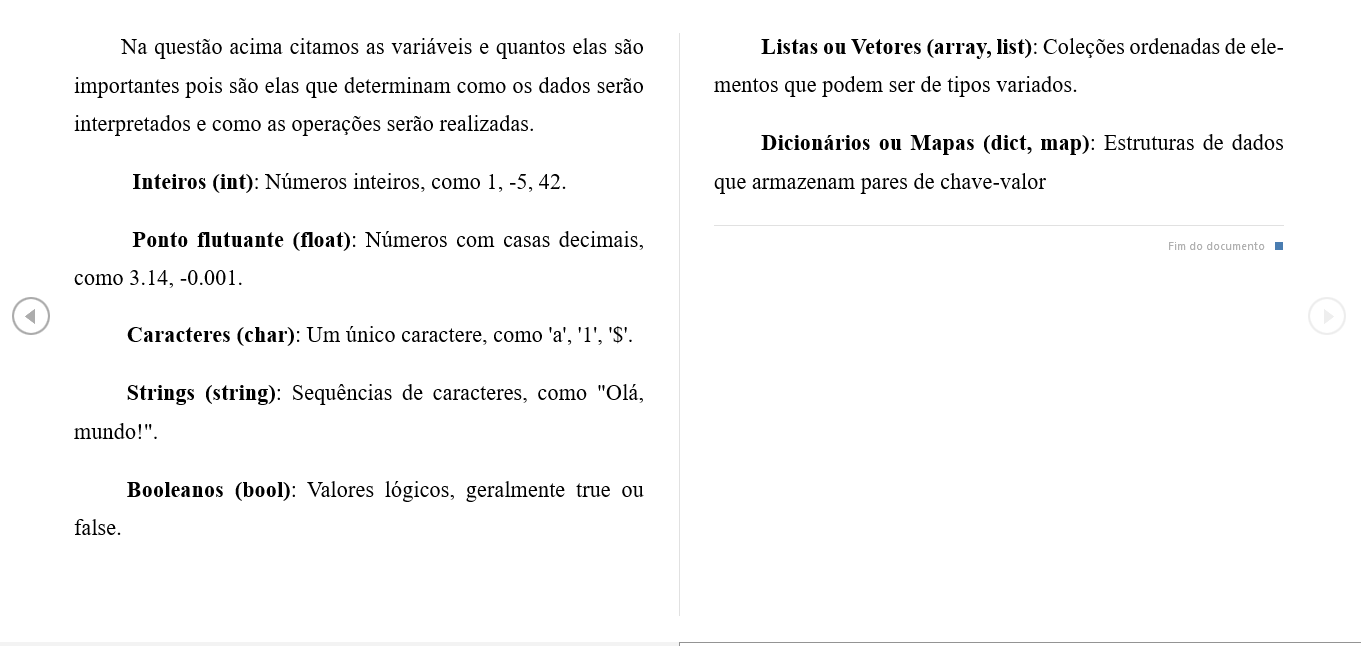 Na questão acima citamos as variáveis e quantos elas são
importantes pois são elas que determinam como os dados serão
interpretados e como as operações serão realizadas.
Inteiros (int): Números inteiros, como 1, -5, 42.
Ponto flutuante (float): Números com casas decimais,
como 3.14, -0.001.
Caracteres (char): Um único caractere, como 'a', '1', '$'.
Strings (string): Sequências de caracteres, como "Olá,
mundo!".
Booleanos (bool): Valores lógicos, geralmente true ou
false.
Listas ou Vetores (array, list): Coleções ordenadas de ele-
mentos que podem ser de tipos variados.
Dicionários ou Mapas (dict, map): Estruturas de dados
que armazenam pares de chave-valor
Fim do documento